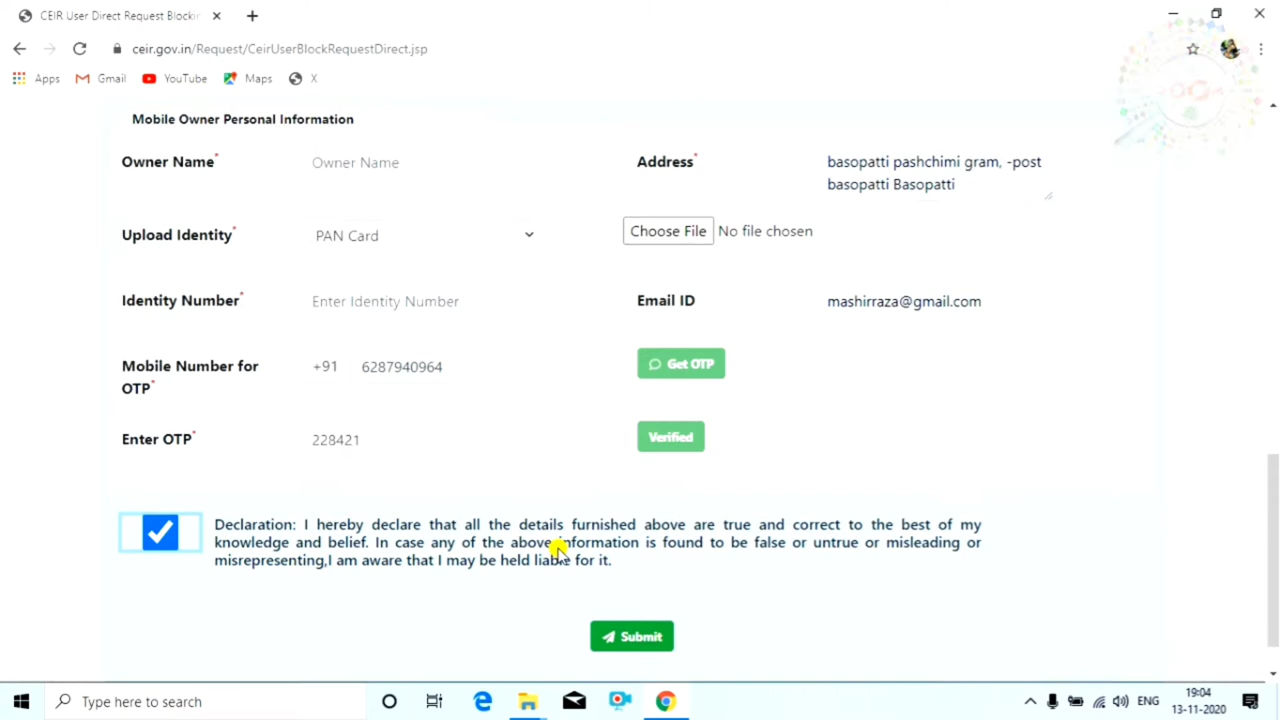 CEIR User Direct Request Blockin
ceir.gov.in/Request/CeirUserBlockRequestDirect.jsp
Apps Gmail YouTube Maps X
Mobile Owner Personal Information
Owner Name* Owner Name Address* basopatti pashchimi gram, -post
basopatti Basopatti
Upload Identity* PAN Card Choose File No file chosen
Identity Number* Enter Identity Number Email ID mashirraza@gmail.com
Mobile Number for +91 6287940964 Get OTP
OTP*
Enter OTP* 228421 Verified
Declaration: I hereby declare that all the details furnished above are true and correct to the best of my
knowledge and belief. In case any of the above information is found to be false or untrue or misleading or
misrepresenting,I am aware that I may be held liable for it.
Submit
Type here to search ENG 19:04
13-11-2020